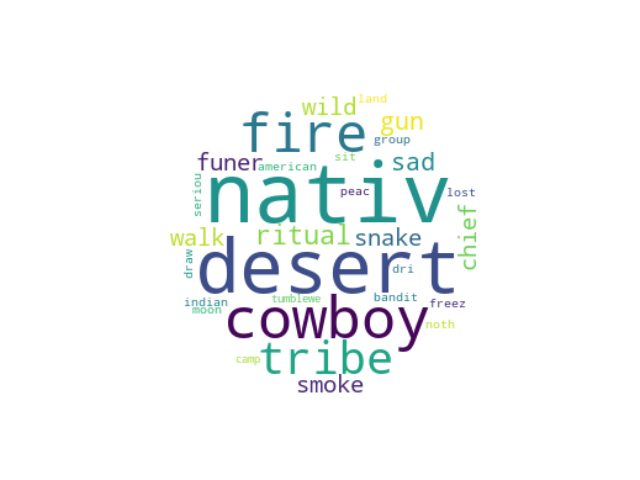 land
wild
gun
fire
group
sit
funer
american
sad
seriou
nativ
peac
lost
chief
walk
ritual
snake
draw
desert
dri
indian
tumblewe
bandit
freez
moon
cowboy
noth
camp
tribe
smoke